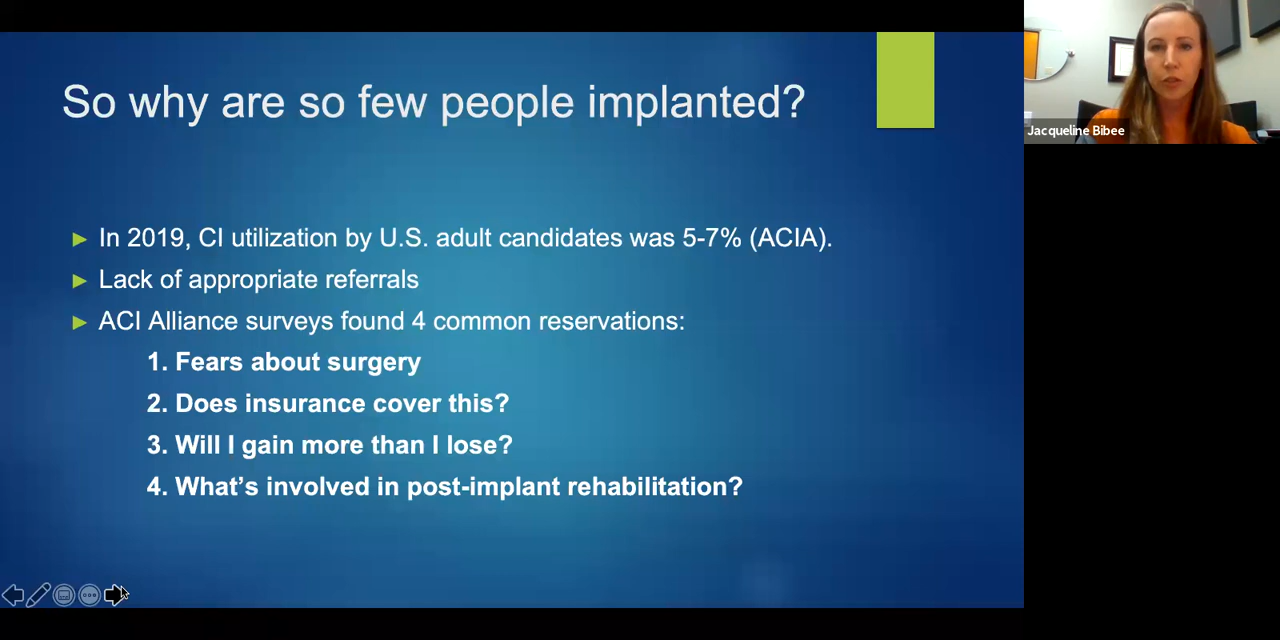 So why are so few people implanted?
In 2019, CI utilization by U.S. adult candidates was 5-7% (ACIA).
Lack of appropriate referrals
ACI Alliance surveys found 4 common reservations:
1. Fears about surgery
2. Does insurance cover this?
3. Will I gain more than I lose?
4. What’s involved in post-implant rehabilitation?
Jacqueline Bibee